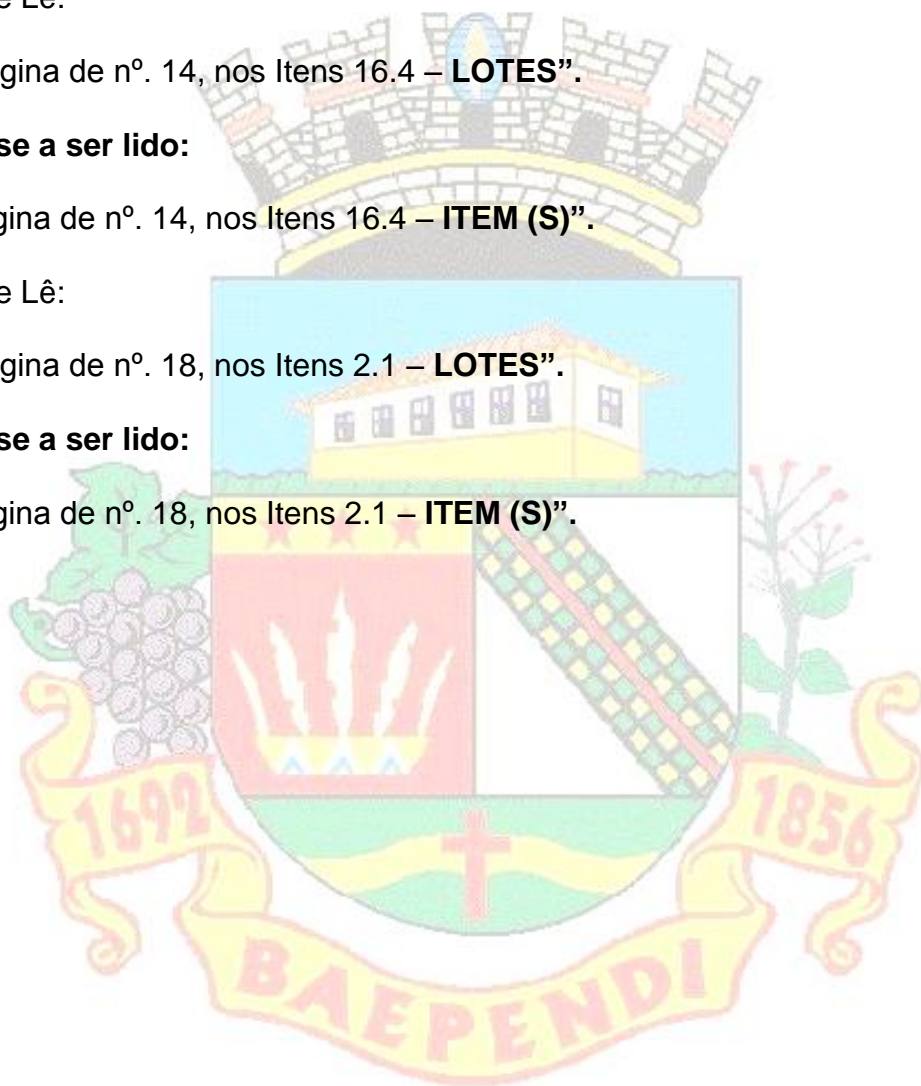 e Lê:
gina de nº. 14, nos Itens 16.4 – LOTES”.
se a ser lido:
gina de nº. 14, nos Itens 16.4 – ITEM (S)”.
e Lê:
gina de nº. 18, nos Itens 2.1 – LOTES”.
se a ser lido:
gina de nº. 18, nos Itens 2.1 – ITEM (S)”.
1692
1856
BAEPENDI